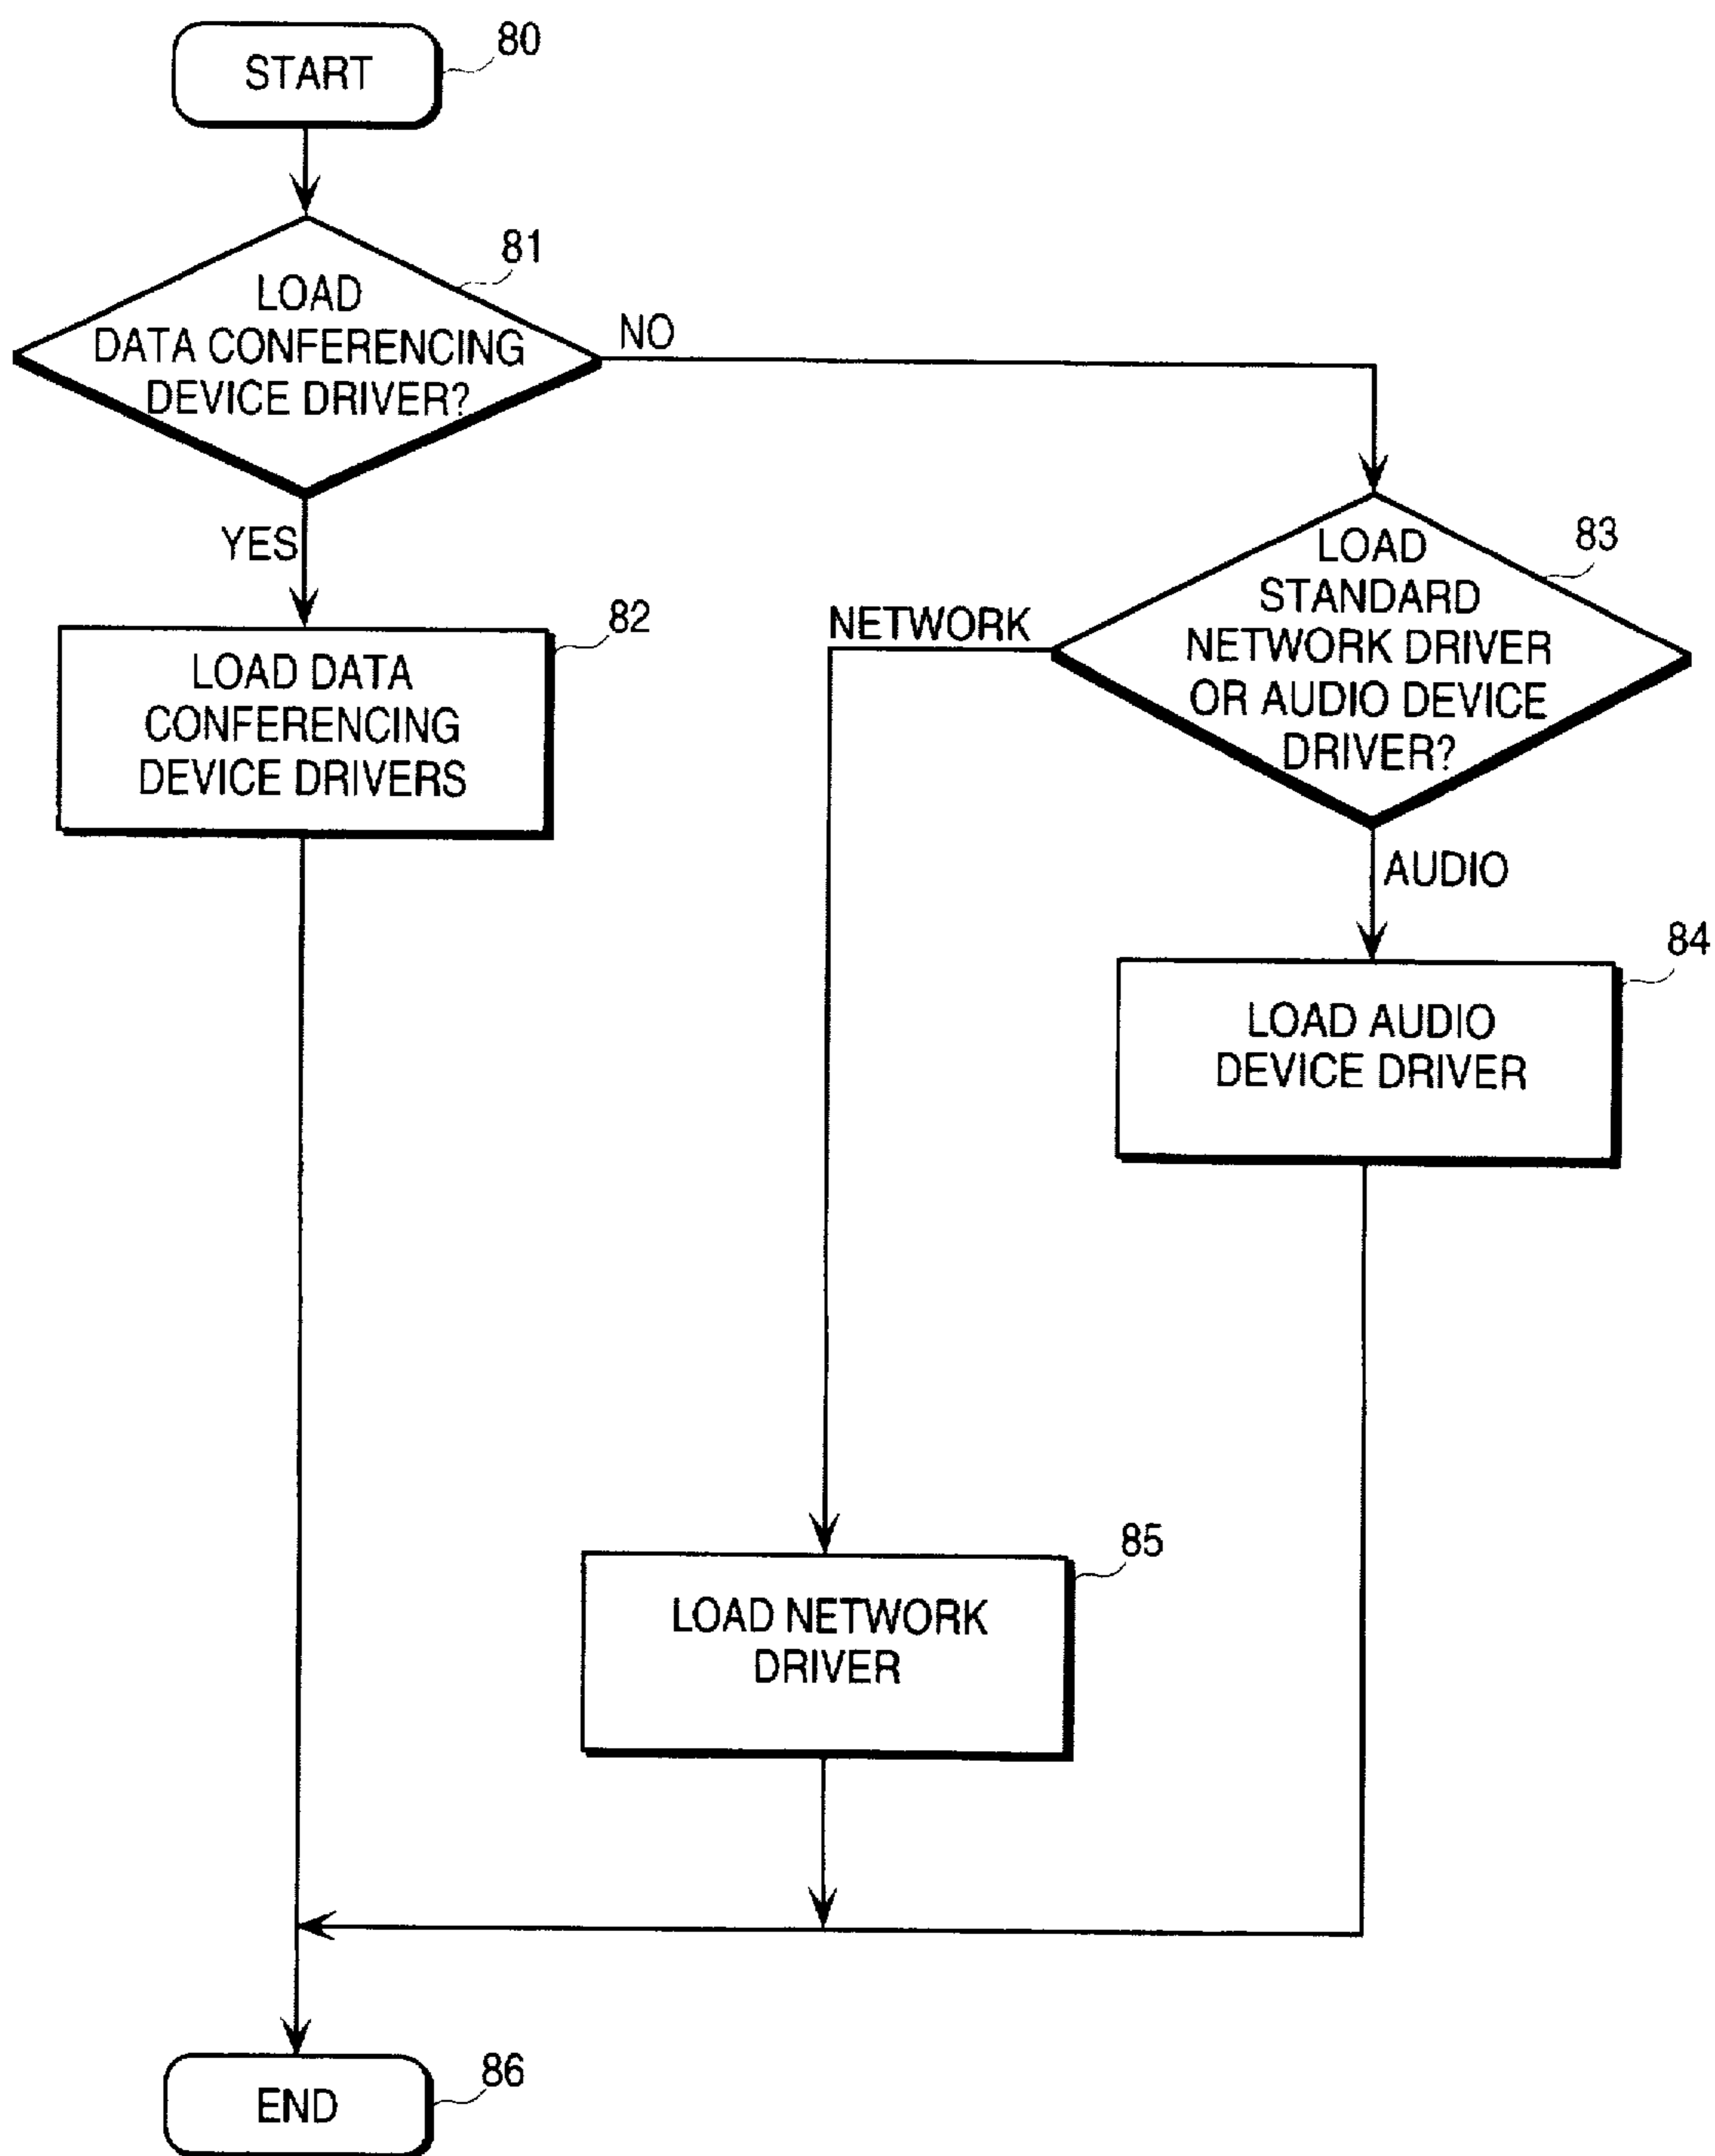 START
80
LOAD
DATA CONFERENCING
DEVICE DRIVER?
81
NO
YES
LOAD DATA
CONFERENCING
DEVICE DRIVERS
82
LOAD
STANDARD
NETWORK DRIVER
OR AUDIO DEVICE
DRIVER?
83
NETWORK
AUDIO
LOAD AUDIO
DEVICE DRIVER
84
LOAD NETWORK
DRIVER
85
END
86